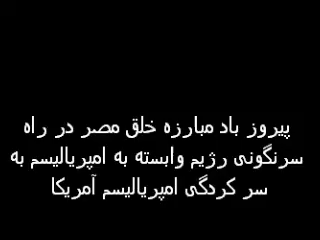 پیروز باد مبارزه خلق مصر در راه
سرنگونی رژیم وابسته به امپریالیسم به
سر کردگی امپریالیسم آمریکا